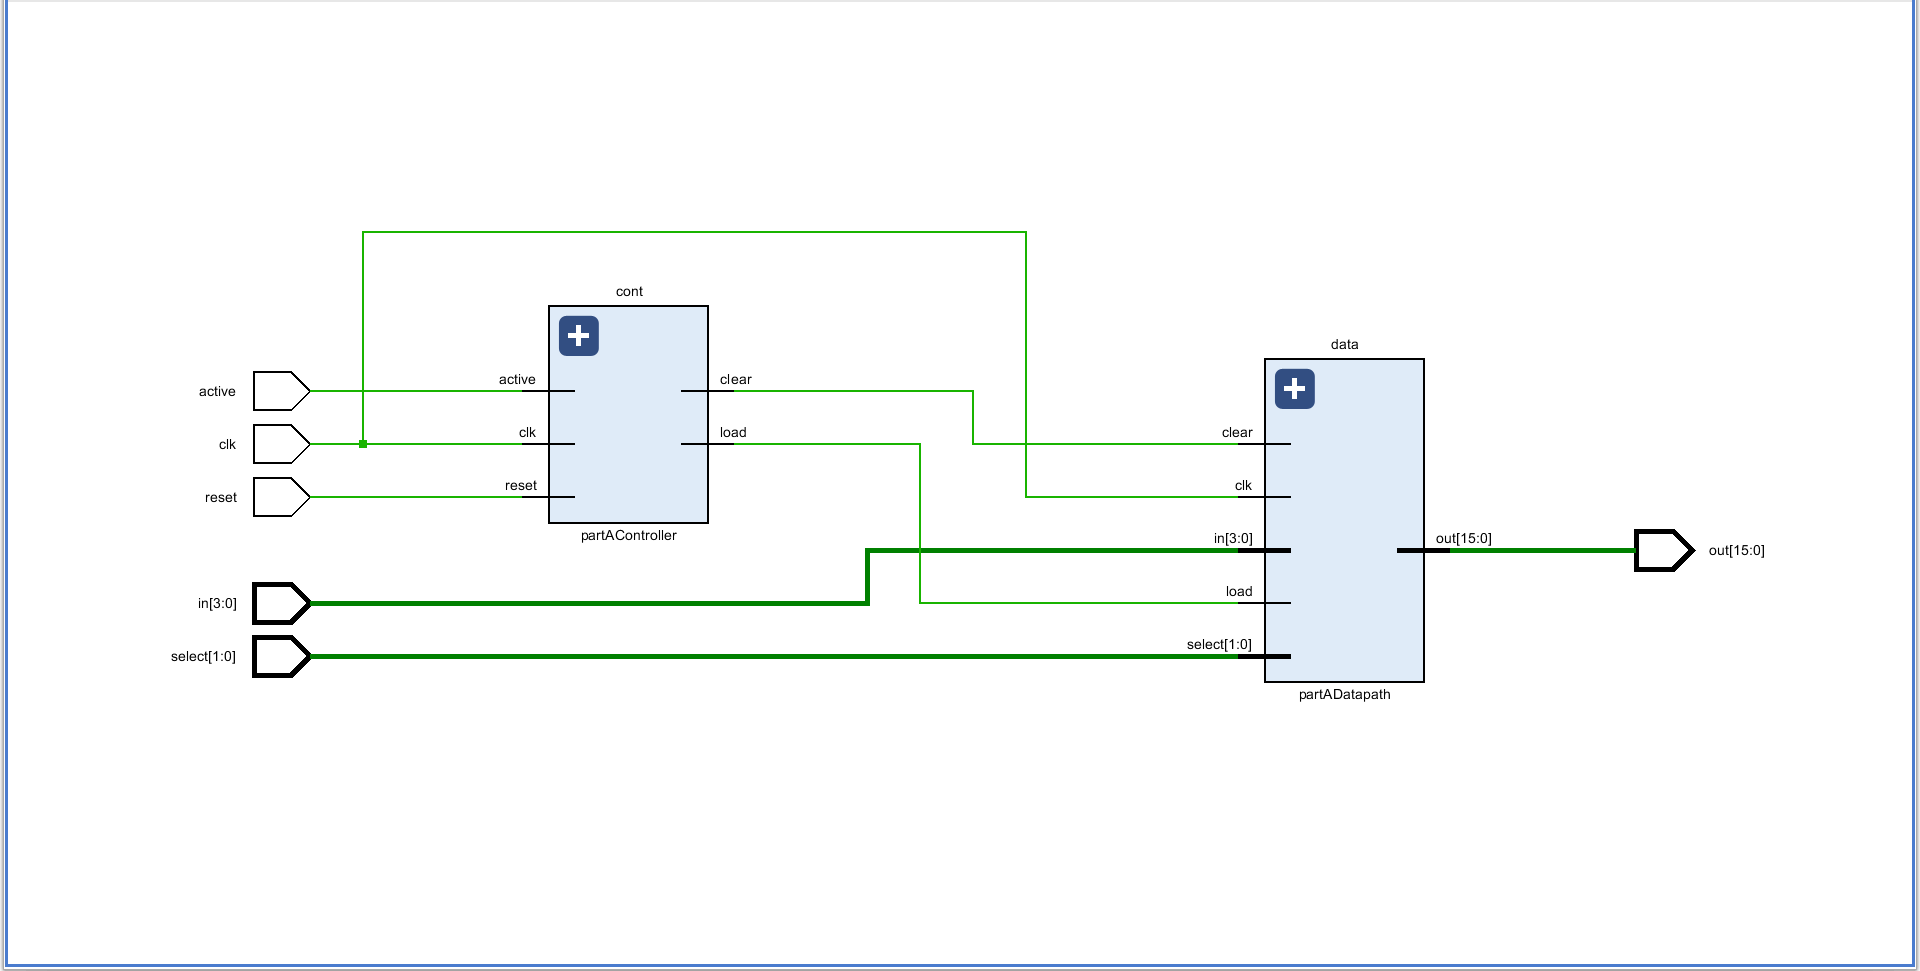 cont
active
clk
reset
active
clk
reset
clear
load
partAController
in[3:0]
select[1:0]
data
clear
clk
in[3:0]
load
select[1:0]
out[15:0]
partADatapath
out[15:0]